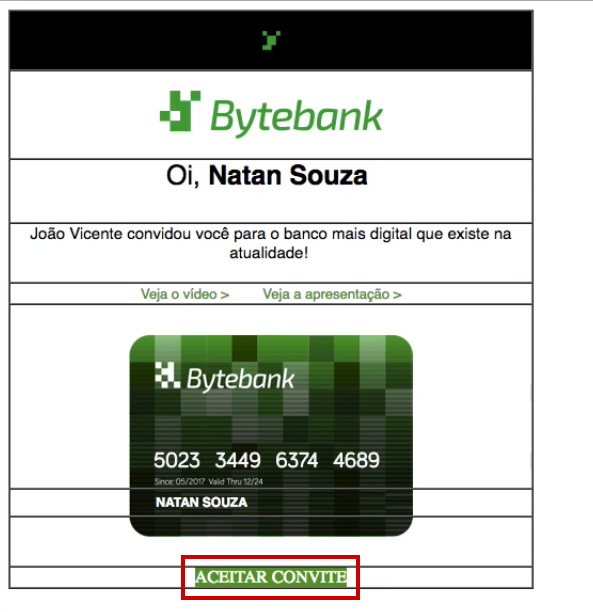 Bytebank
Oi, Natan Souza
João Vicente convidou você para o banco mais digital que existe na
atualidade!
Veja o vídeo > Veja a apresentação >
Bytebank
5023 3449 6374 4689
Since: 05/2017 Valid Thru 12/24
NATAN SOUZA
ACEITAR CONVITE